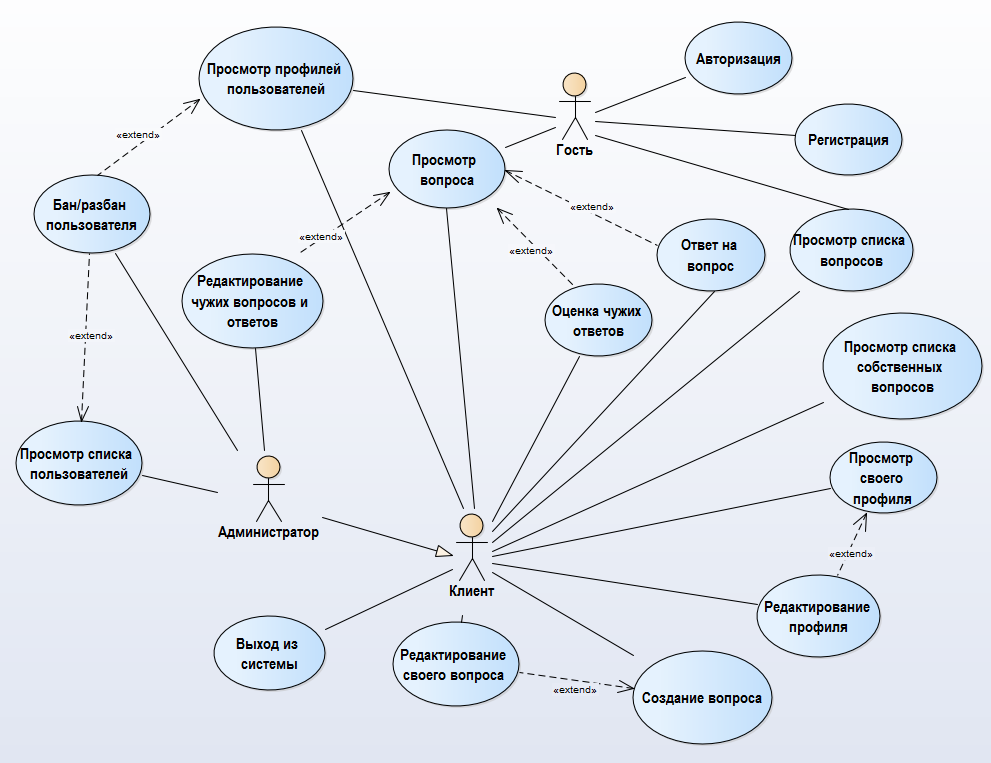 Просмотр профилей
пользователей
Авторизация
«extend»
Гость
Регистрация
Просмотр
вопроса
Бан/разбан
пользователя
«extend»
«extend»
Ответ на
вопрос
Просмотр списка
вопросов
«extend»
Редактирование
чужих вопросов и
ответов
Оценка чужих
ответов
«extend»
Просмотр списка
собственных
вопросов
Просмотр списка
пользователей
Просмотр
своего
профиля
Администратор
«extend»
Клиент
Редактирование
профиля
Выход из
системы
Редактирование
своего вопроса
«extend»
Создание вопроса